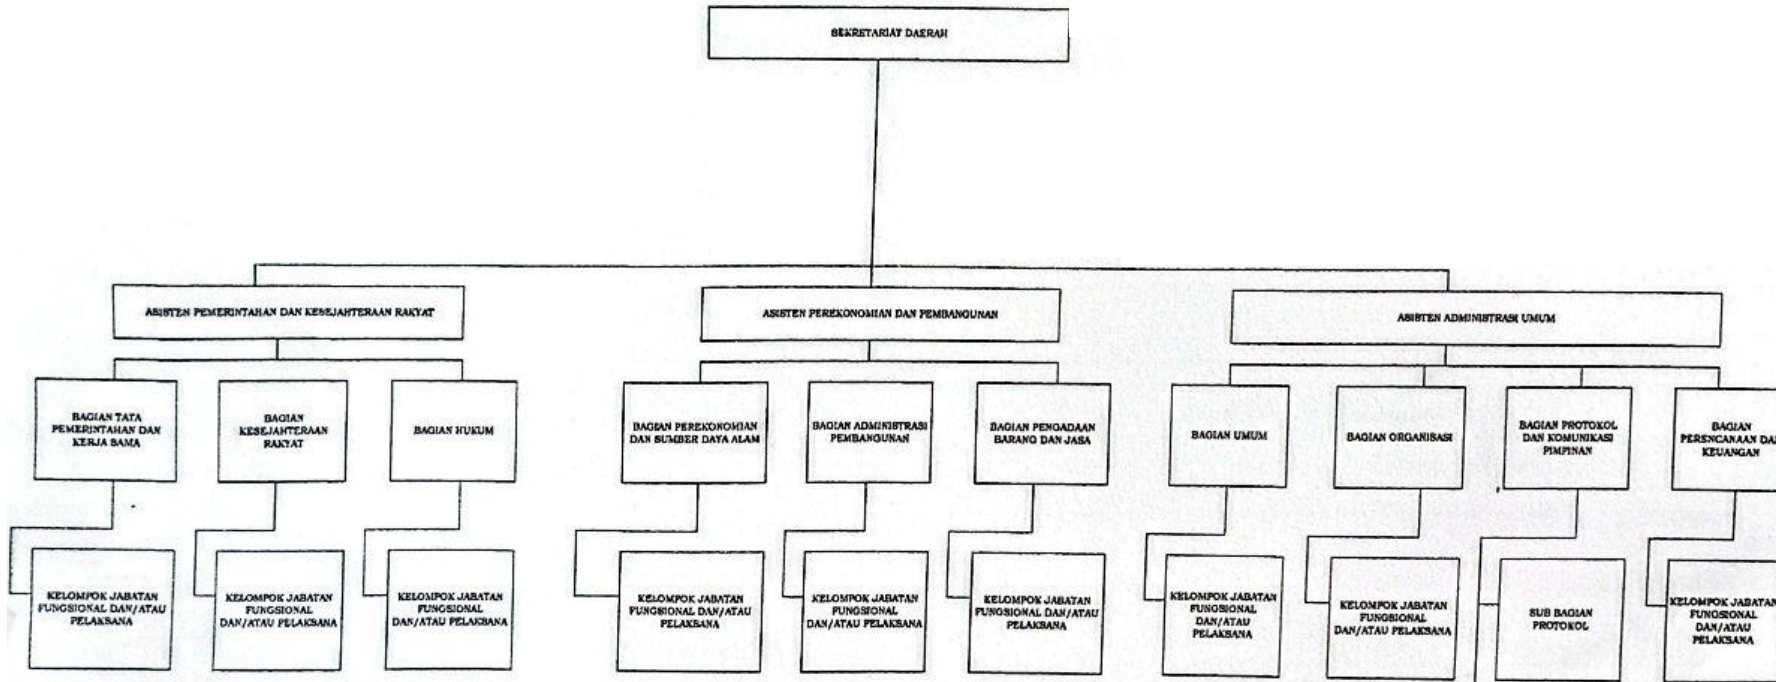 SEKRETARIAT DAERAH
ASISTEN PEMERINTAHAN DAN KESEJAHTERAAN RAKYAT
ASISTEN PEREKONOMIAN DAN PEMBANGUNAN
ASISTEN ADMINISTRASI UMUM
BAGIAN TATA
PEMERINTAHAN DAN
KERJA SAMA
BAGIAN
KESEJAHTERAAN
RAKYAT
BAGIAN HUKUM
BAGIAN PEREKONOMIAN
DAN SUMBER DAYA ALAM
BAGIAN ADMINISTRASI
PEMBANGUNAN
BAGIAN PENGADAAN
BARANG DAN JASA
BAGIAN UMUM
BAGIAN ORGANISASI
BAGIAN PROTOKOL
DAN KOMUNIKASI
PIMPINAN
BAGIAN
PERENCANAAN DAN
KEUANGAN
KELOMPOK JABATAN
FUNGSIONAL DAN/ATAU
PELAKSANA
KELOMPOK JABATAN
FUNGSIONAL
DAN/ATAU PELAKSANA
KELOMPOK JABATAN
FUNGSIONAL
DAN/ATAU PELAKSANA
KELOMPOK JABATAN
FUNGSIONAL DAN/ATAU
PELAKSANA
KELOMPOK JABATAN
FUNGSIONAL
DAN/ATAU PELAKSANA
KELOMPOK JABATAN
FUNGSIONAL DAN/ATAU
PELAKSANA
KELOMPOK JABATAN
FUNGSIONAL
DAN/ATAU
PELAKSANA
KELOMPOK JABATAN
FUNGSIONAL
DAN/ATAU PELAKSANA
SUB BAGIAN
PROTOKOL
KELOMPOK JABATAN
FUNGSIONAL
DAN/ATAU
PELAKSANA